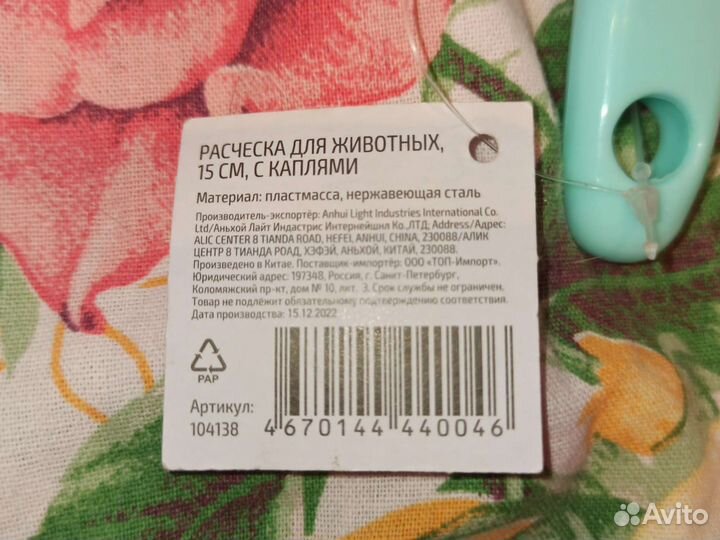 РАСЧЕСКА ДЛЯ ЖИВОТНЫХ,
15 СМ, С КАПЛЯМИ
Материал: пластмасса, нержавеющая сталь
Производитель-экспортёр: Anhui Light Industries International Co.
Ltd/Аньхой Лайт Индастрис Интернейшнл Ко.,ЛТД; Address/Адрес:
ALIC CENTER 8 TIANDA ROAD, HEFEI, ANHUI, CHINA, 230088/АЛИК
ЦЕНТР 8 ТИАНДА РОАД, ХЭФЭЙ, АНЬХОЙ, КИТАЙ, 230088.
Произведено в Китае. Поставщик-импортёр: ООО «ТОП-Импорт».
Юридический адрес: 197348, Россия, г. Санкт-Петербург,
Коломяжский пр-кт, дом № 10, лит. З. Срок службы не ограничен.
Товар не подлежит обязательному подтверждению соответствия.
Дата производства: 15.12.2022
PAP
Артикул:
104138
4 670144 440046
Avito